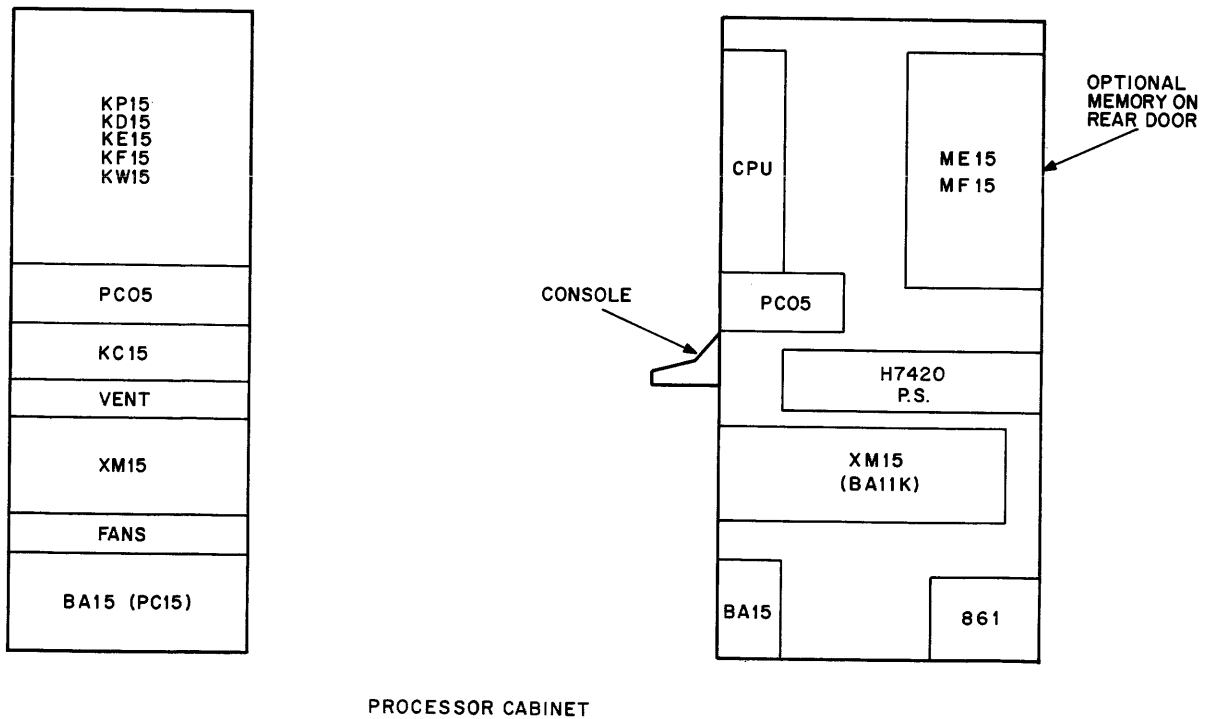 KP15
KD15
KE15
KF15
KW15
PC05
KC15
VENT
XM15
FANS
BA15 (PC15)
OPTIONAL
MEMORY ON
REAR DOOR
CPU
ME15
MF15
CONSOLE
PC05
H7420
P.S.
XM15
(BA11K)
BA15
861
PROCESSOR CABINET